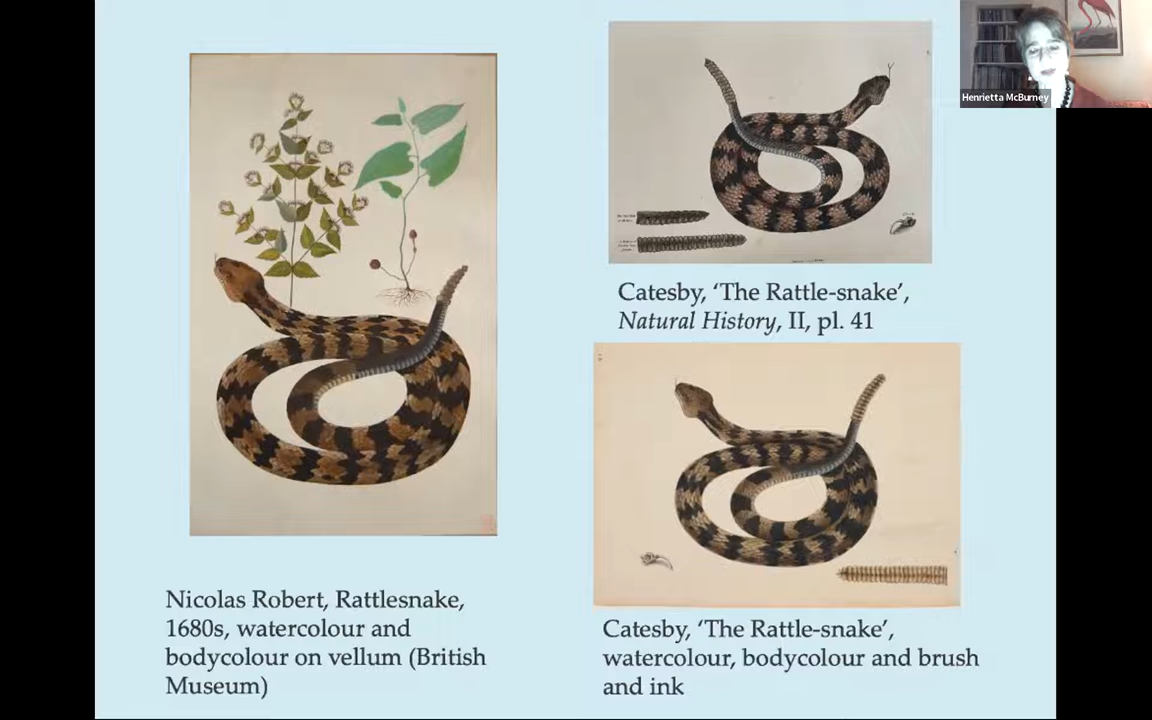 Henrietta McBurney
Catesby, ‘The Rattle-snake’,
Natural History, II, pl. 41
Nicolas Robert, Rattlesnake,
1680s, watercolour and
bodycolour on vellum (British
Museum)
Catesby, ‘The Rattle-snake’,
watercolour, bodycolour and brush
and ink